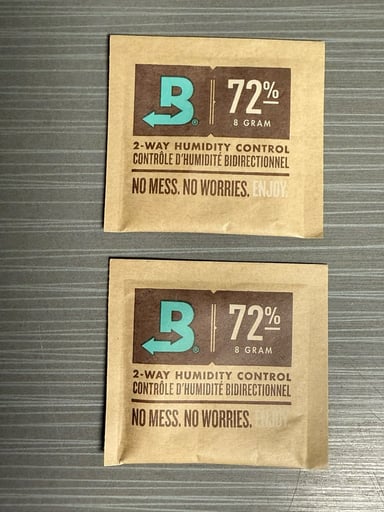 B
72%
8 GRAM
2-WAY HUMIDITY CONTROL
CONTRÔLE D'HUMIDITÉ BIDIRECTIONNEL
NO MESS. NO WORRIES. ENJOY.
B
72%
8 GRAM
2-WAY HUMIDITY CONTROL
CONTRÔLE D'HUMIDITÉ BIDIRECTIONNEL
NO MESS. NO WORRIES. ENJOY.